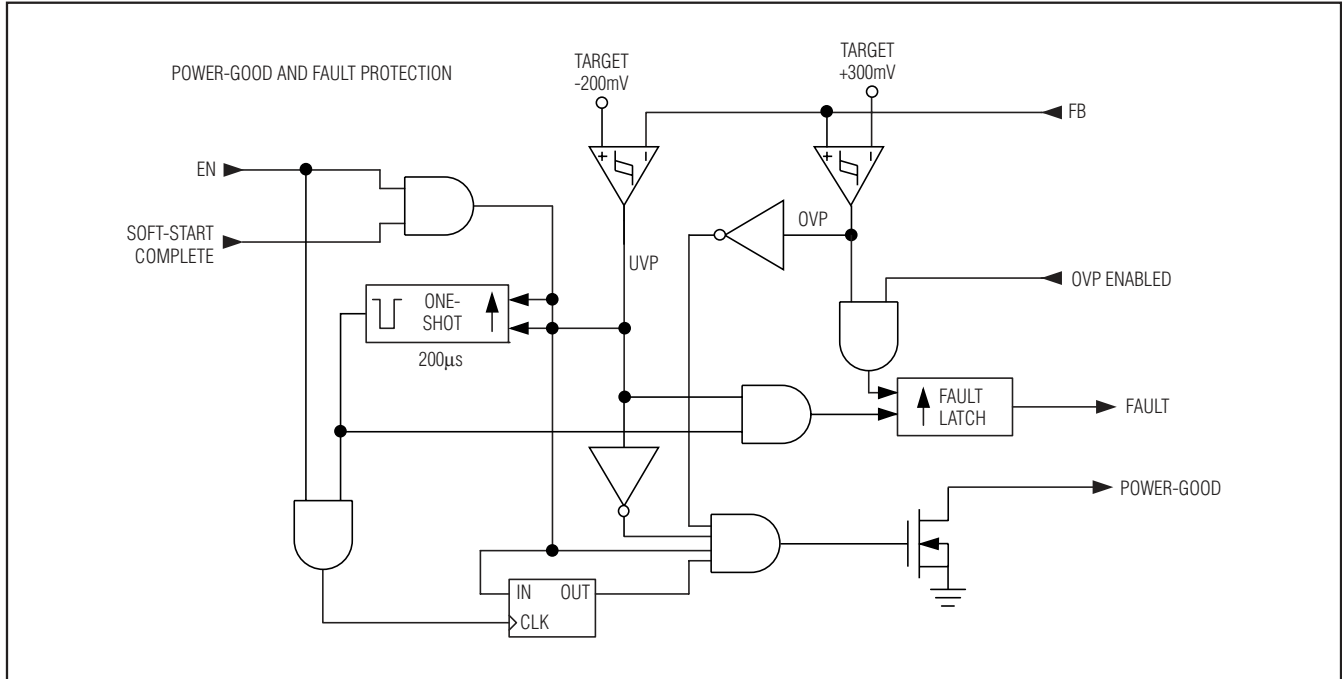 POWER-GOOD AND FAULT PROTECTION
TARGET
-200mV
TARGET
+300mV
FB
+
–
+
–
EN
SOFT-START
COMPLETE
OVP
UVP
OVP ENABLED
ONE-
SHOT
200µs
FAULT
LATCH
FAULT
POWER-GOOD
IN
OUT
CLK